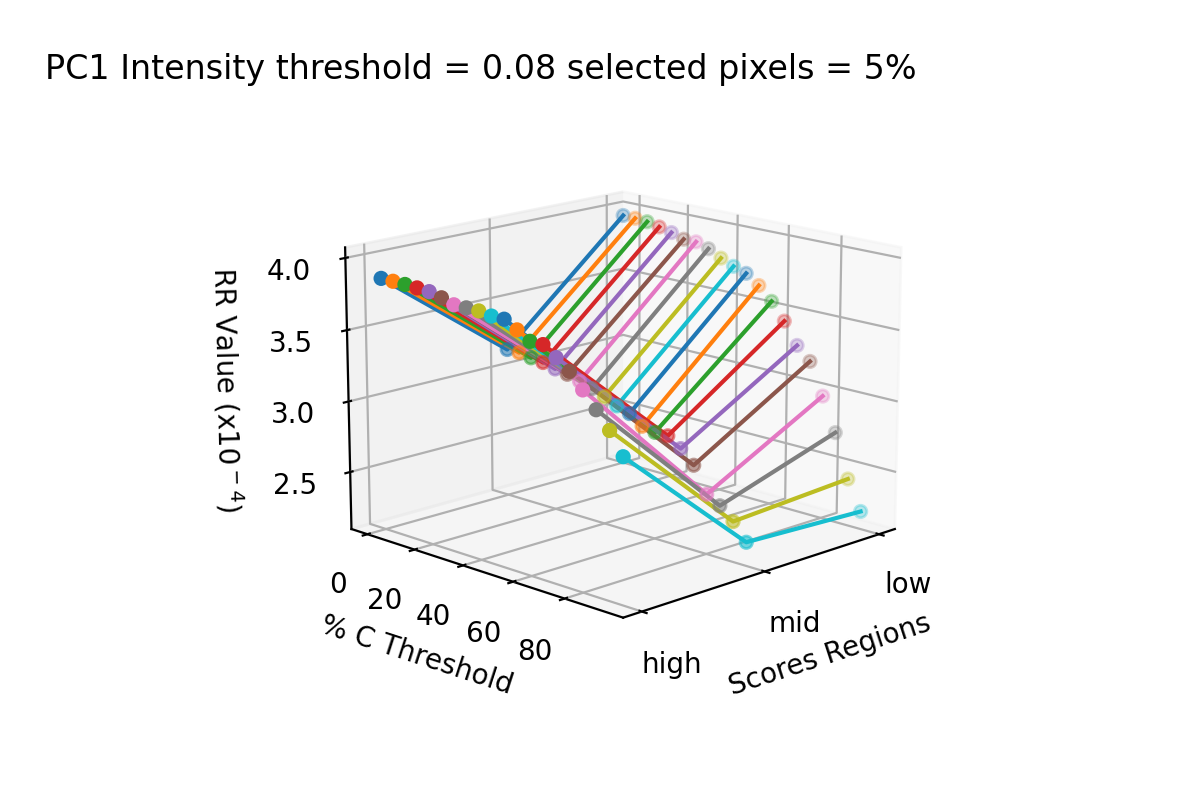 PC1 Intensity threshold = 0.08 selected pixels = 5%
RR Value (x10⁻⁴)
4.0
3.5
3.0
2.5
0
20
40
60
80
% C Threshold
high
mid
low
Scores Regions